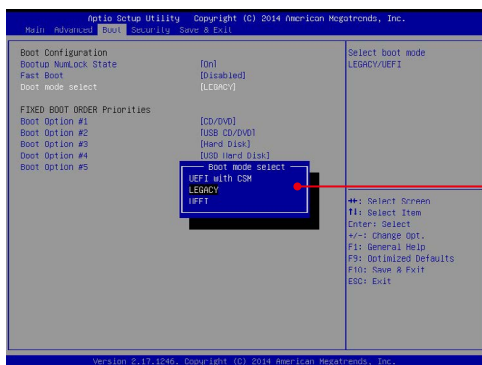 Aptio Setup Utility Copyright (C) 2014 American Megatrends, Inc.
Main Advanced Boot Security Save & Exit
Boot Configuration
Bootup NumLock State [On]
Fast Boot [Disabled]
Boot mode select [LEGACY]
FIXED BOOT ORDER Priorities
Boot Option #1 [CD/DVD]
Boot Option #2 [USB CD/DVD]
Boot Option #3 [Hard Disk]
Boot Option #4 [USB Hard Disk]
Boot Option #5
Boot mode select
UEFI with CSM
LEGACY
UEFI
Select boot mode
LEGACY/UEFI
↔: Select Screen
↑↓: Select Item
Enter: Select
+/-: Change Opt.
F1: General Help
F9: Optimized Defaults
F10: Save & Exit
ESC: Exit
Version 2.17.1246. Copyright (C) 2014 American Megatrends, Inc.